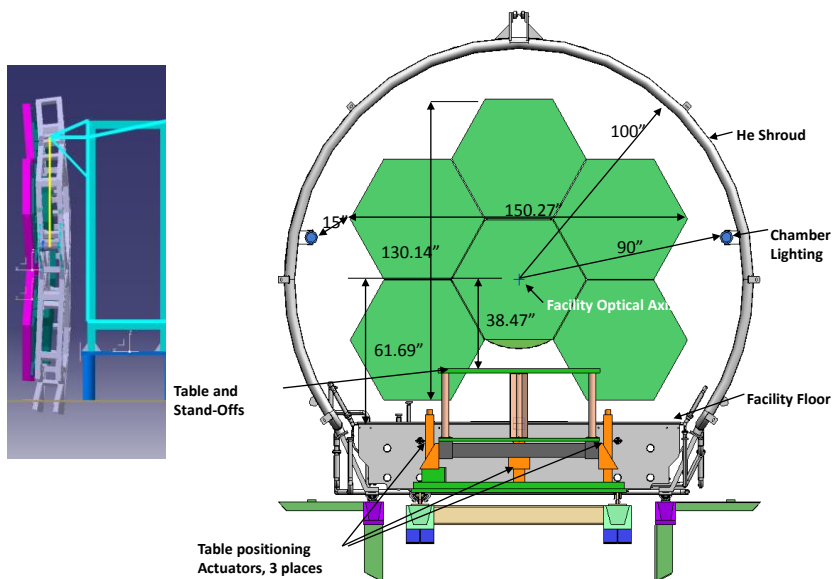 100”
He Shroud
15”
150.27”
Chamber
Lighting
130.14”
90”
Facility Optical Axis
38.47”
61.69”
Table and
Stand-Offs
Facility Floor
Table positioning
Actuators, 3 places